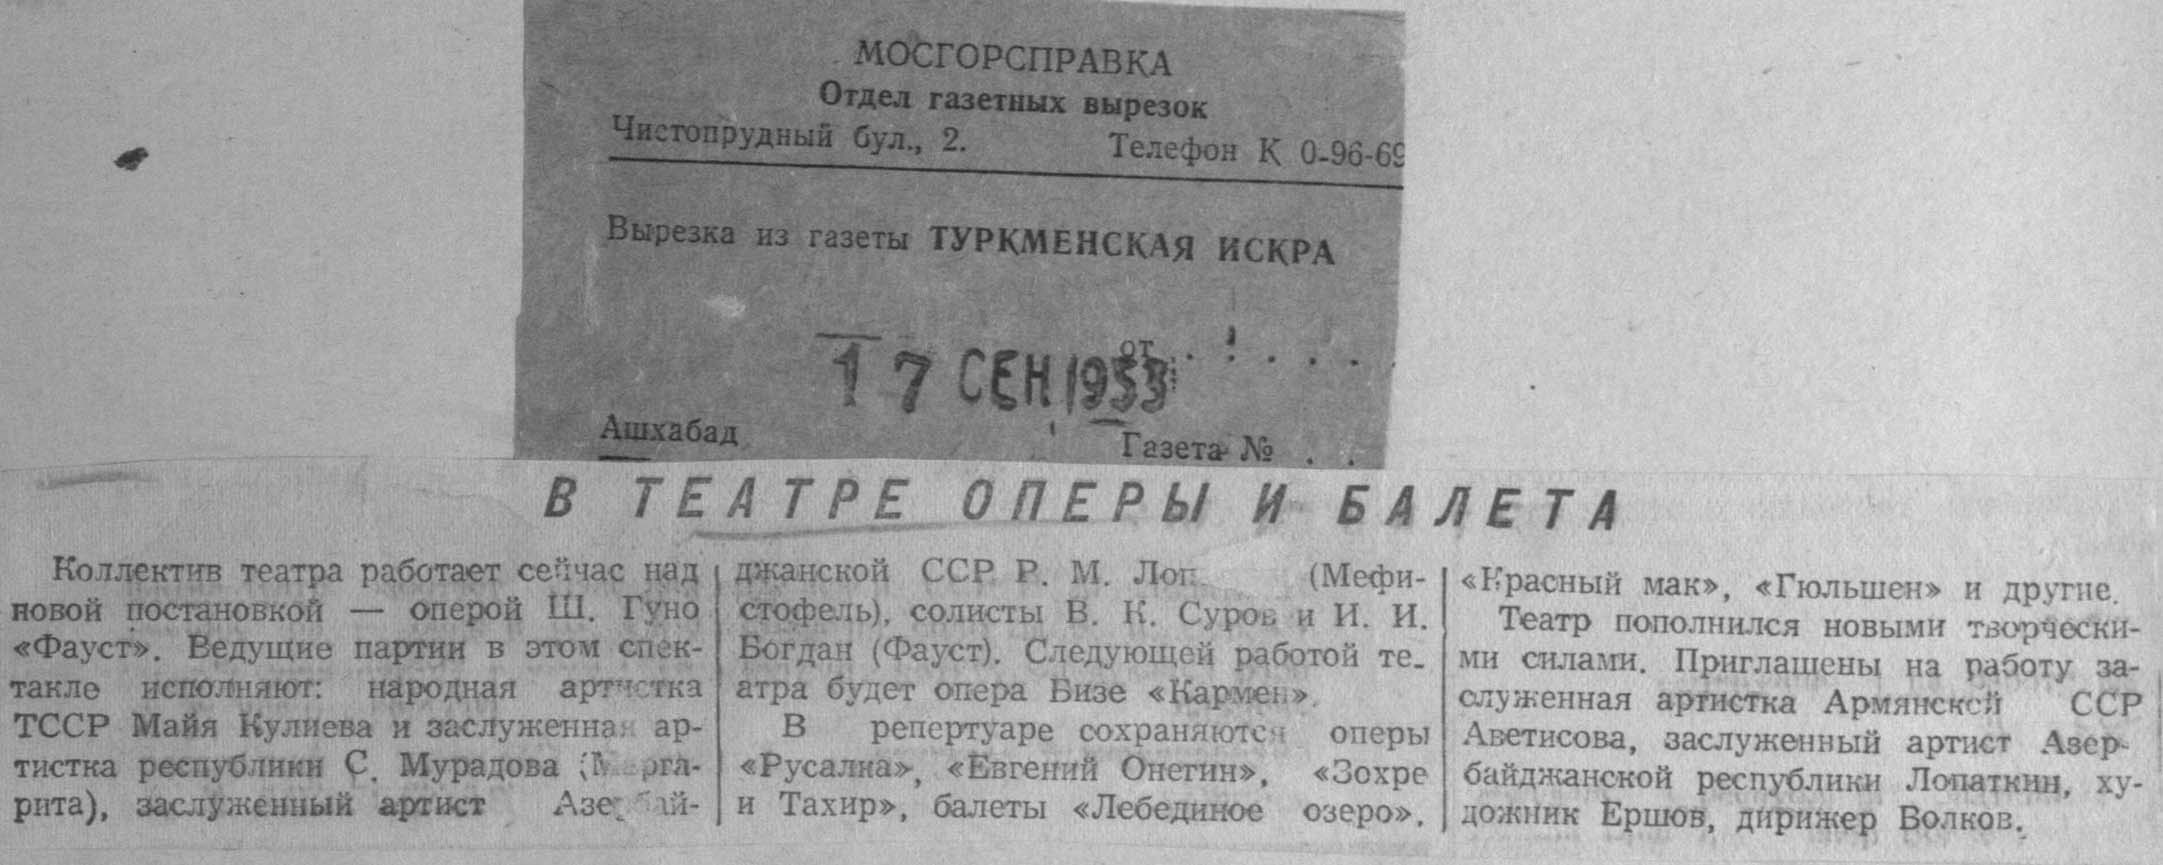 МОСГОРСПРАВКА
Отдел газетных вырезок
Чистопрудный бул., 2. Телефон К 0-96-69
Вырезка из газеты ТУРКМЕНСКАЯ ИСКРА
от . . . . . .
17 СЕН 1953
Ашхабад Газета № . .
В ТЕАТРЕ ОПЕРЫ И БАЛЕТА
Коллектив театра работает сейчас над
новой постановкой — оперой Ш. Гуно
«Фауст». Ведущие партии в этом спек-
такле исполняют: народная артистка
ТССР Майя Кулиева и заслуженная ар-
тистка республики С. Мурадова (Марга-
рита), заслуженный артист Азербай-
джанской ССР Р. М. Лоп (Мефи-
стофель), солисты В. К. Суров и И. И.
Богдан (Фауст). Следующей работой те-
атра будет опера Бизе «Кармен».
В репертуаре сохраняются оперы
«Русалка», «Евгений Онегин», «Зохре
и Тахир», балеты «Лебединое озеро»,
«Красный мак», «Гюльшен» и другие.
Театр пополнился новыми творчески-
ми силами. Приглашены на работу за-
служенная артистка Армянской ССР
Аветисова, заслуженный артист Азер-
байджанской республики Лопаткин, ху-
дожник Ершов, дирижер Волков.